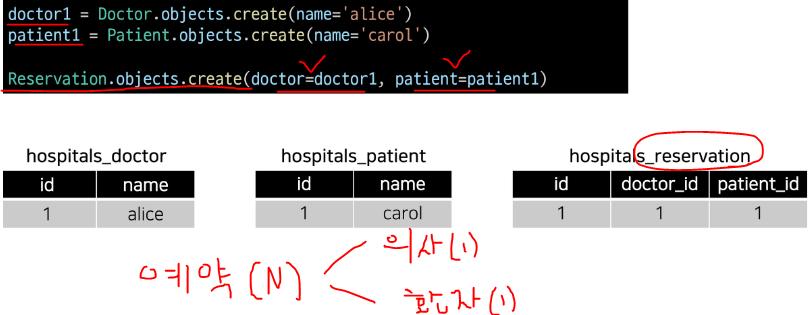 doctor1 = Doctor.objects.create(name='alice')
patient1 = Patient.objects.create(name='carol')
Reservation.objects.create(doctor=doctor1, patient=patient1)
hospitals_doctor
id name
1 alice
hospitals_patient
id name
1 carol
hospitals_reservation
id doctor_id patient_id
1 1 1
예약(N)
의사(1)
환자(1)